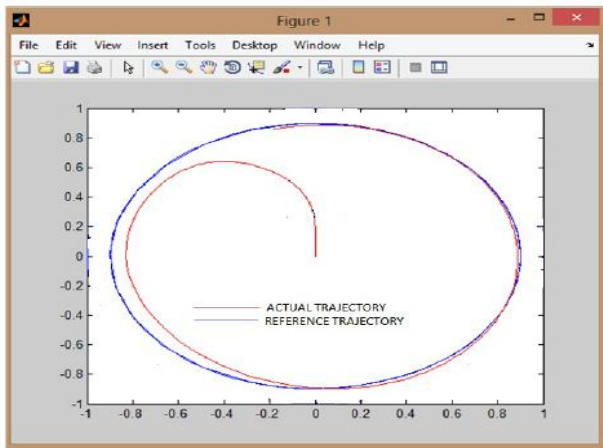 Figure 1
File Edit View Insert Tools Desktop Window Help
1
0.8
0.6
0.4
0.2
0
-0.2
-0.4
-0.6
-0.8
-1
ACTUAL TRAJECTORY
REFERENCE TRAJECTORY
-1 -0.8 -0.6 -0.4 -0.2 0 0.2 0.4 0.6 0.8 1